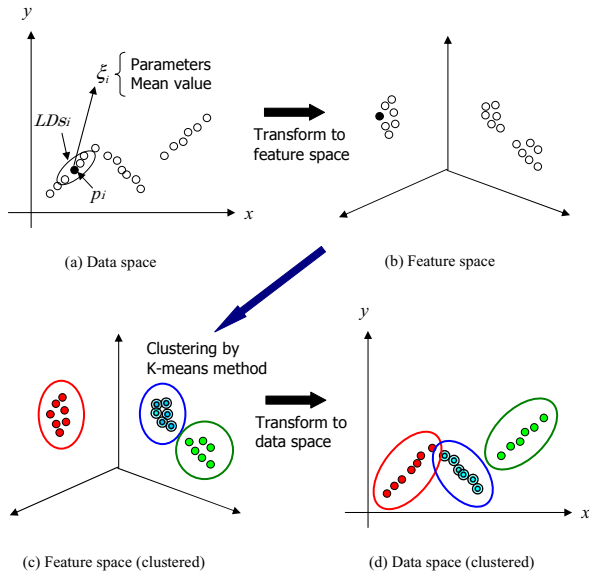 y
ξi { Parameters
Mean value
LDsi
pi
x
(a) Data space
Transform to
feature space
(b) Feature space
Clustering by
K-means method
(c) Feature space (clustered)
Transform to
data space
y
x
(d) Data space (clustered)